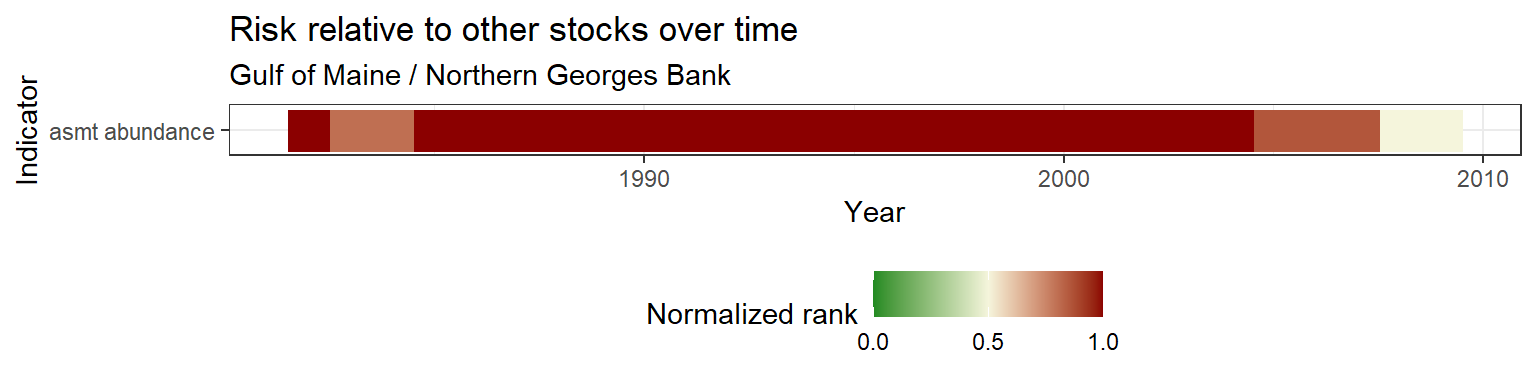 Risk relative to other stocks over time
Gulf of Maine / Northern Georges Bank
Indicator
asmt abundance
1990 2000 2010
Year
Normalized rank
0.0 0.5 1.0